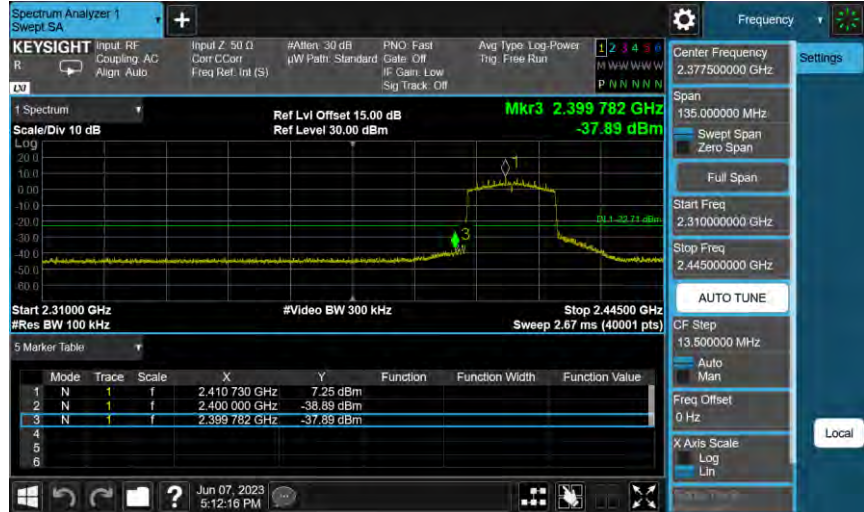 Spectrum Analyzer 1
Swept SA
Frequency
KEYSIGHT
R
LXI
Input: RF
Coupling: AC
Align: Auto
Input Z: 50 Ω
Corr CCorr
Freq Ref: Int (S)
#Atten: 30 dB
µW Path: Standard
PNO: Fast
Gate: Off
IF Gain: Low
Sig Track: Off
Avg Type: Log-Power
Trig: Free Run
1 2 3 4 5 6
M W W W W W
P N N N N N
Center Frequency
2.377500000 GHz
Settings
1 Spectrum
Scale/Div 10 dB
Ref Lvl Offset 15.00 dB
Ref Level 30.00 dBm
Mkr3 2.399 782 GHz
-37.89 dBm
Log
20.0
10.0
0.00
-10.0
-20.0
-30.0
-40.0
-50.0
-60.0
1
3
DL1 -22.71 dBm
Start 2.31000 GHz
#Res BW 100 kHz
#Video BW 300 kHz
Stop 2.44500 GHz
Sweep 2.67 ms (40001 pts)
Span
135.000000 MHz
Swept Span
Zero Span
Full Span
Start Freq
2.310000000 GHz
Stop Freq
2.445000000 GHz
AUTO TUNE
CF Step
13.500000 MHz
Auto
Man
Freq Offset
0 Hz
X Axis Scale
Log
Lin
Local
5 Marker Table
Mode Trace Scale X Y Function Function Width Function Value
1 N 1 f 2.410 730 GHz 7.25 dBm
2 N 1 f 2.400 000 GHz -38.89 dBm
3 N 1 f 2.399 782 GHz -37.89 dBm
4
5
6
?
Jun 07, 2023
5:12:16 PM